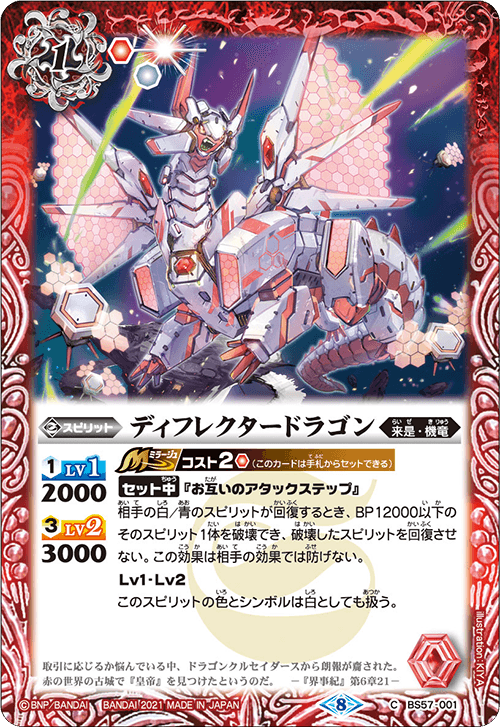 1
スピリット ディフレクタードラゴン 来是・機竜
1 LV1 2000
3 LV2 3000
Mミラージュ コスト2 (このカードは手札からセットできる)
セット中『お互いのアタックステップ』
相手の白/青のスピリットが回復するとき、BP12000以下の
そのスピリット1体を破壊でき、破壊したスピリットを回復させ
ない。この効果は相手の効果では防げない。
Lv1・Lv2
このスピリットの色とシンボルは白としても扱う。
取引に応じるか悩んでいる中、ドラゴンクルセイダースから朗報が齎された。
赤の世界の古城で『皇帝』を見つけたというのだ。 ―『界事紀』第6章21―
illustration:KIYA
©BNP/BANDAI BANDAI 2021 MADE IN JAPAN 8 C BS57-001